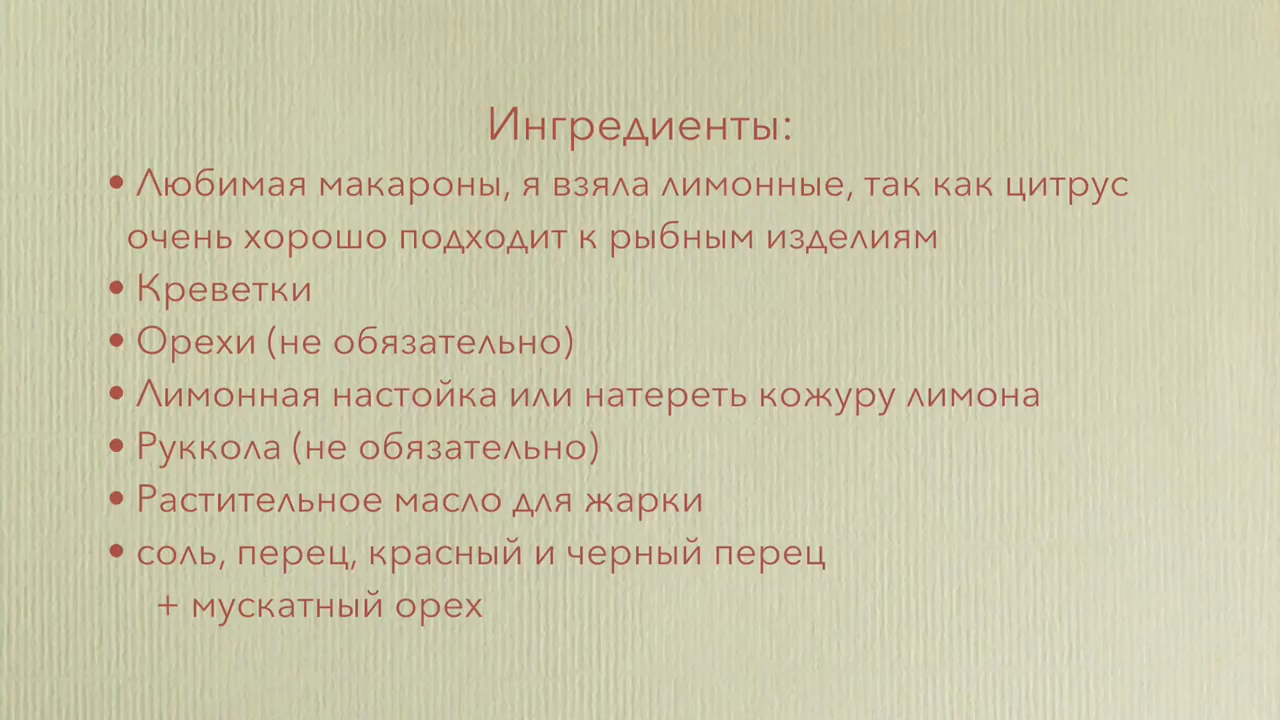 Ингредиенты:
• Любимая макароны, я взяла лимонные, так как цитрус
очень хорошо подходит к рыбным изделиям
• Креветки
• Орехи (не обязательно)
• Лимонная настойка или натереть кожуру лимона
• Руккола (не обязательно)
• Растительное масло для жарки
• соль, перец, красный и черный перец
+ мускатный орех